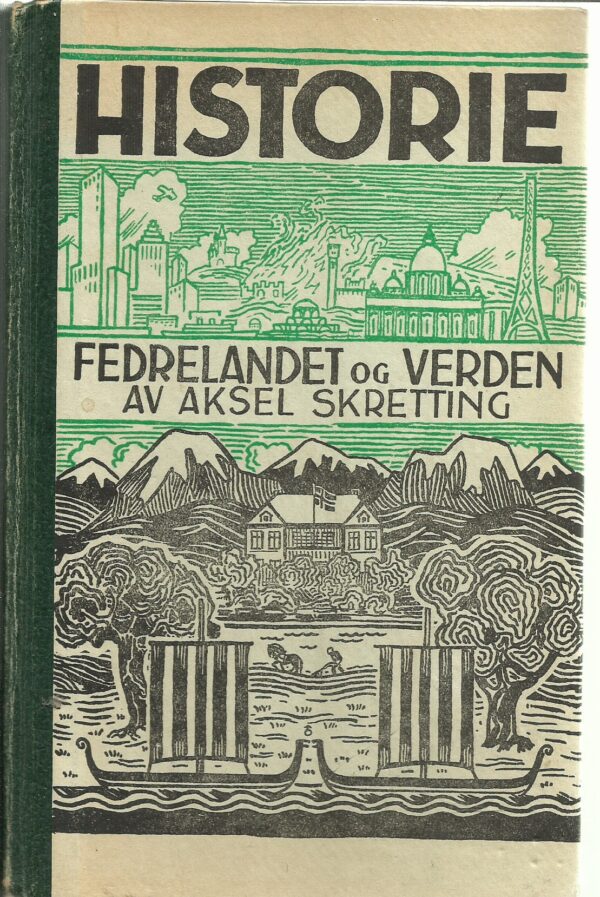 HISTORIE
FEDRELANDET OG VERDEN
AV AKSEL SKRETTING